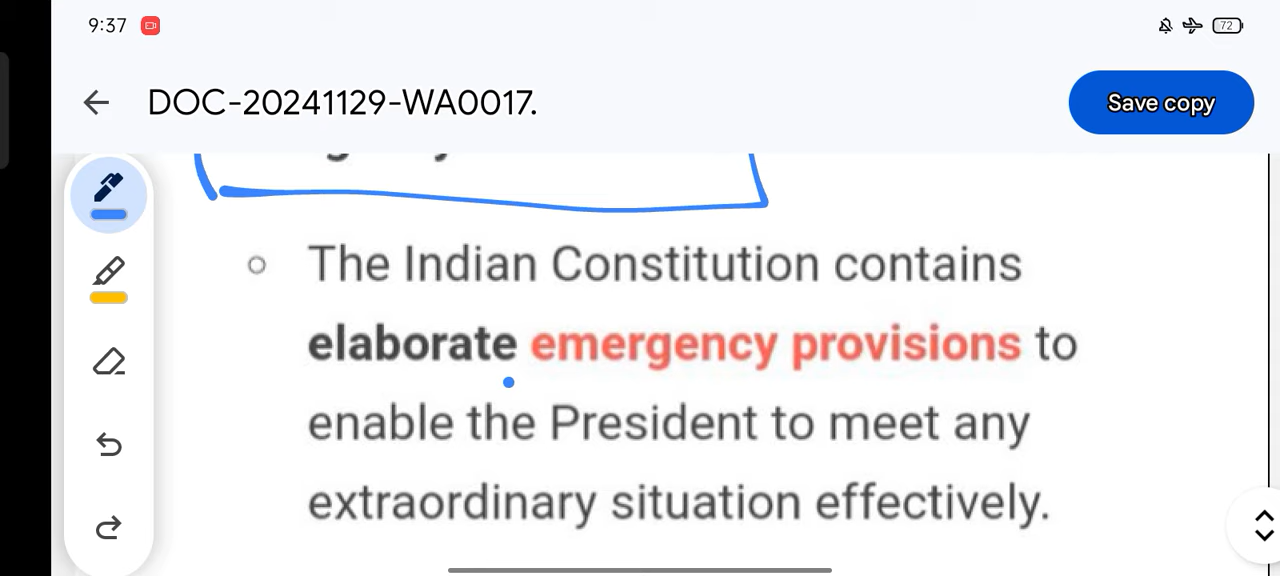 9:37
72
DOC-20241129-WA0017.
Save copy
The Indian Constitution contains
elaborate emergency provisions to
enable the President to meet any
extraordinary situation effectively.